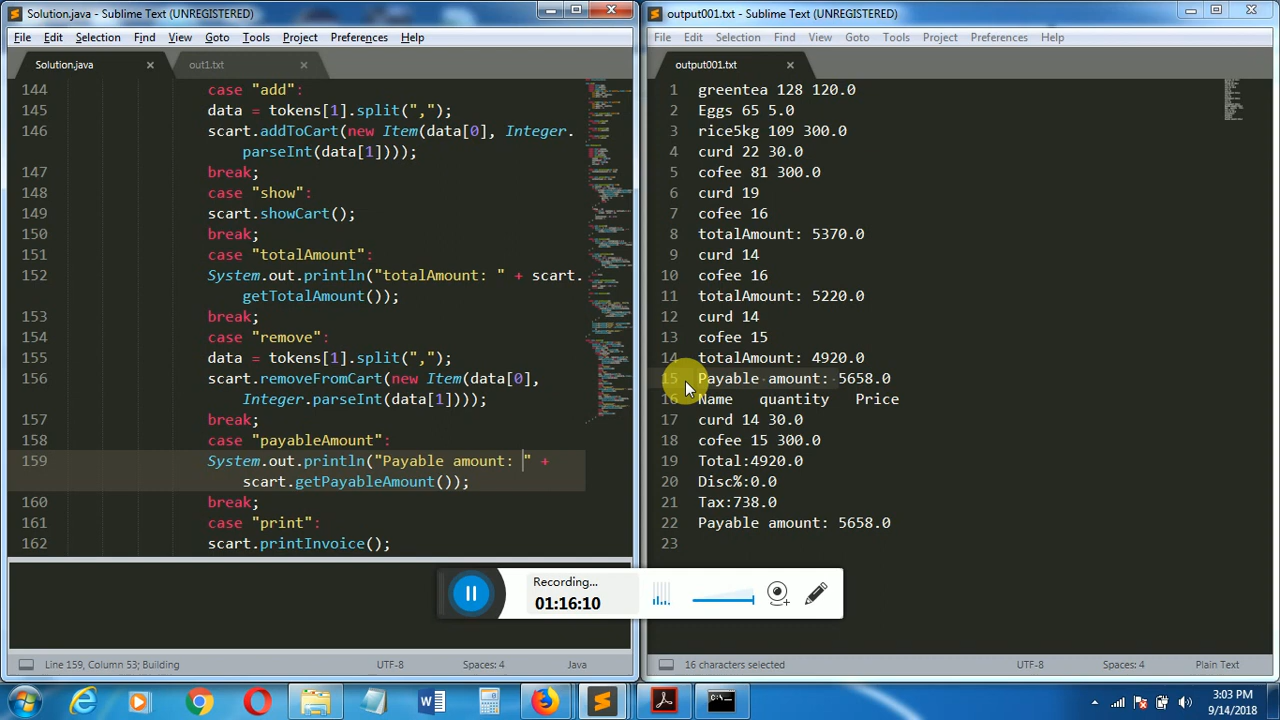 Solution.java - Sublime Text (UNREGISTERED)
File Edit Selection Find View Goto Tools Project Preferences Help
Solution.java out1.txt
144 case "add":
145 data = tokens[1].split(",");
146 scart.addToCart(new Item(data[0], Integer.
parseInt(data[1])));
147 break;
148 case "show":
149 scart.showCart();
150 break;
151 case "totalAmount":
152 System.out.println("totalAmount: " + scart.
getTotalAmount());
153 break;
154 case "remove":
155 data = tokens[1].split(",");
156 scart.removeFromCart(new Item(data[0],
Integer.parseInt(data[1])));
157 break;
158 case "payableAmount":
159 System.out.println("Payable amount: " +
scart.getPayableAmount());
160 break;
161 case "print":
162 scart.printInvoice();
Line 159, Column 53; Building UTF-8 Spaces: 4 Java
output001.txt - Sublime Text (UNREGISTERED)
File Edit Selection Find View Goto Tools Project Preferences Help
output001.txt
1 greentea 128 120.0
2 Eggs 65 5.0
3 rice5kg 109 300.0
4 curd 22 30.0
5 cofee 81 300.0
6 curd 19
7 cofee 16
8 totalAmount: 5370.0
9 curd 14
10 cofee 16
11 totalAmount: 5220.0
12 curd 14
13 cofee 15
14 totalAmount: 4920.0
15 Payable amount: 5658.0
16 Name quantity Price
17 curd 14 30.0
18 cofee 15 300.0
19 Total:4920.0
20 Disc%:0.0
21 Tax:738.0
22 Payable amount: 5658.0
23
16 characters selected UTF-8 Spaces: 4 Plain Text
Recording...
01:16:10
3:03 PM
9/14/2018